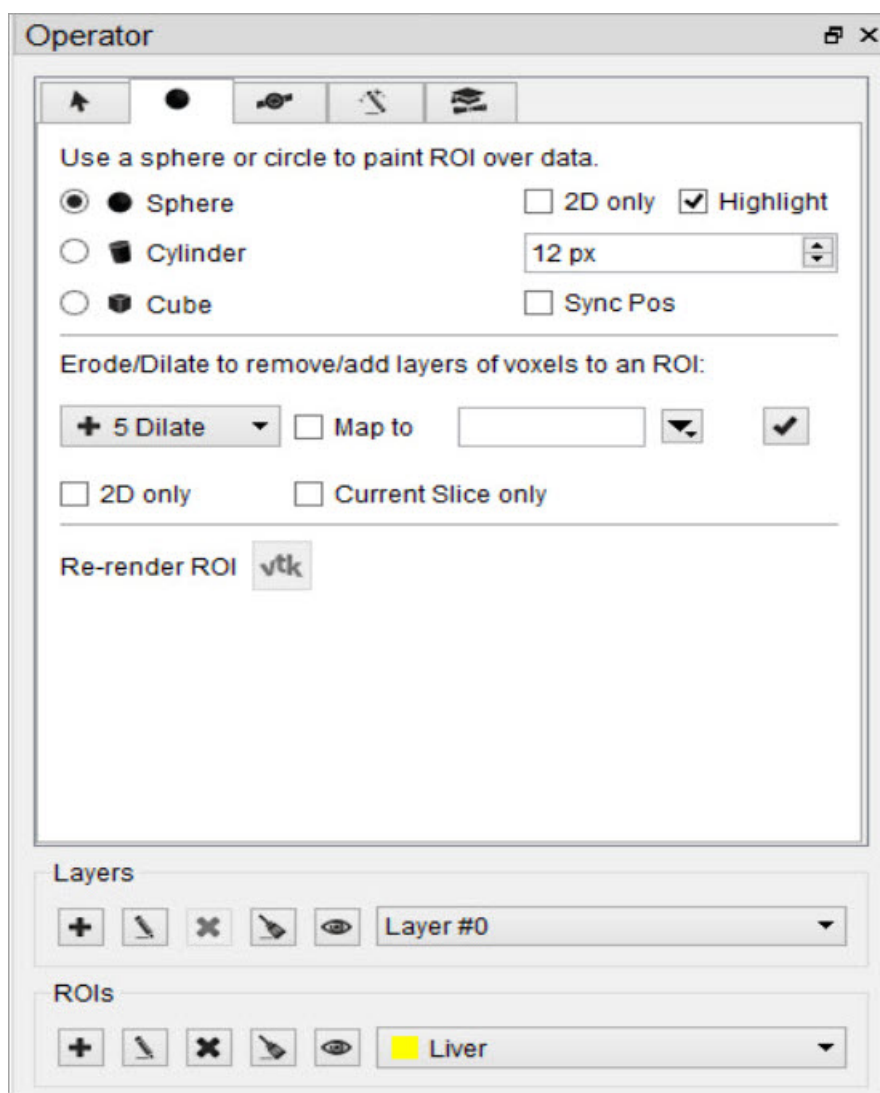 Operator
Use a sphere or circle to paint ROI over data.
Sphere 2D only Highlight
Cylinder 12 px
Cube Sync Pos
Erode/Dilate to remove/add layers of voxels to an ROI:
5 Dilate Map to
2D only Current Slice only
Re-render ROI vtk
Layers
Layer #0
ROIs
Liver